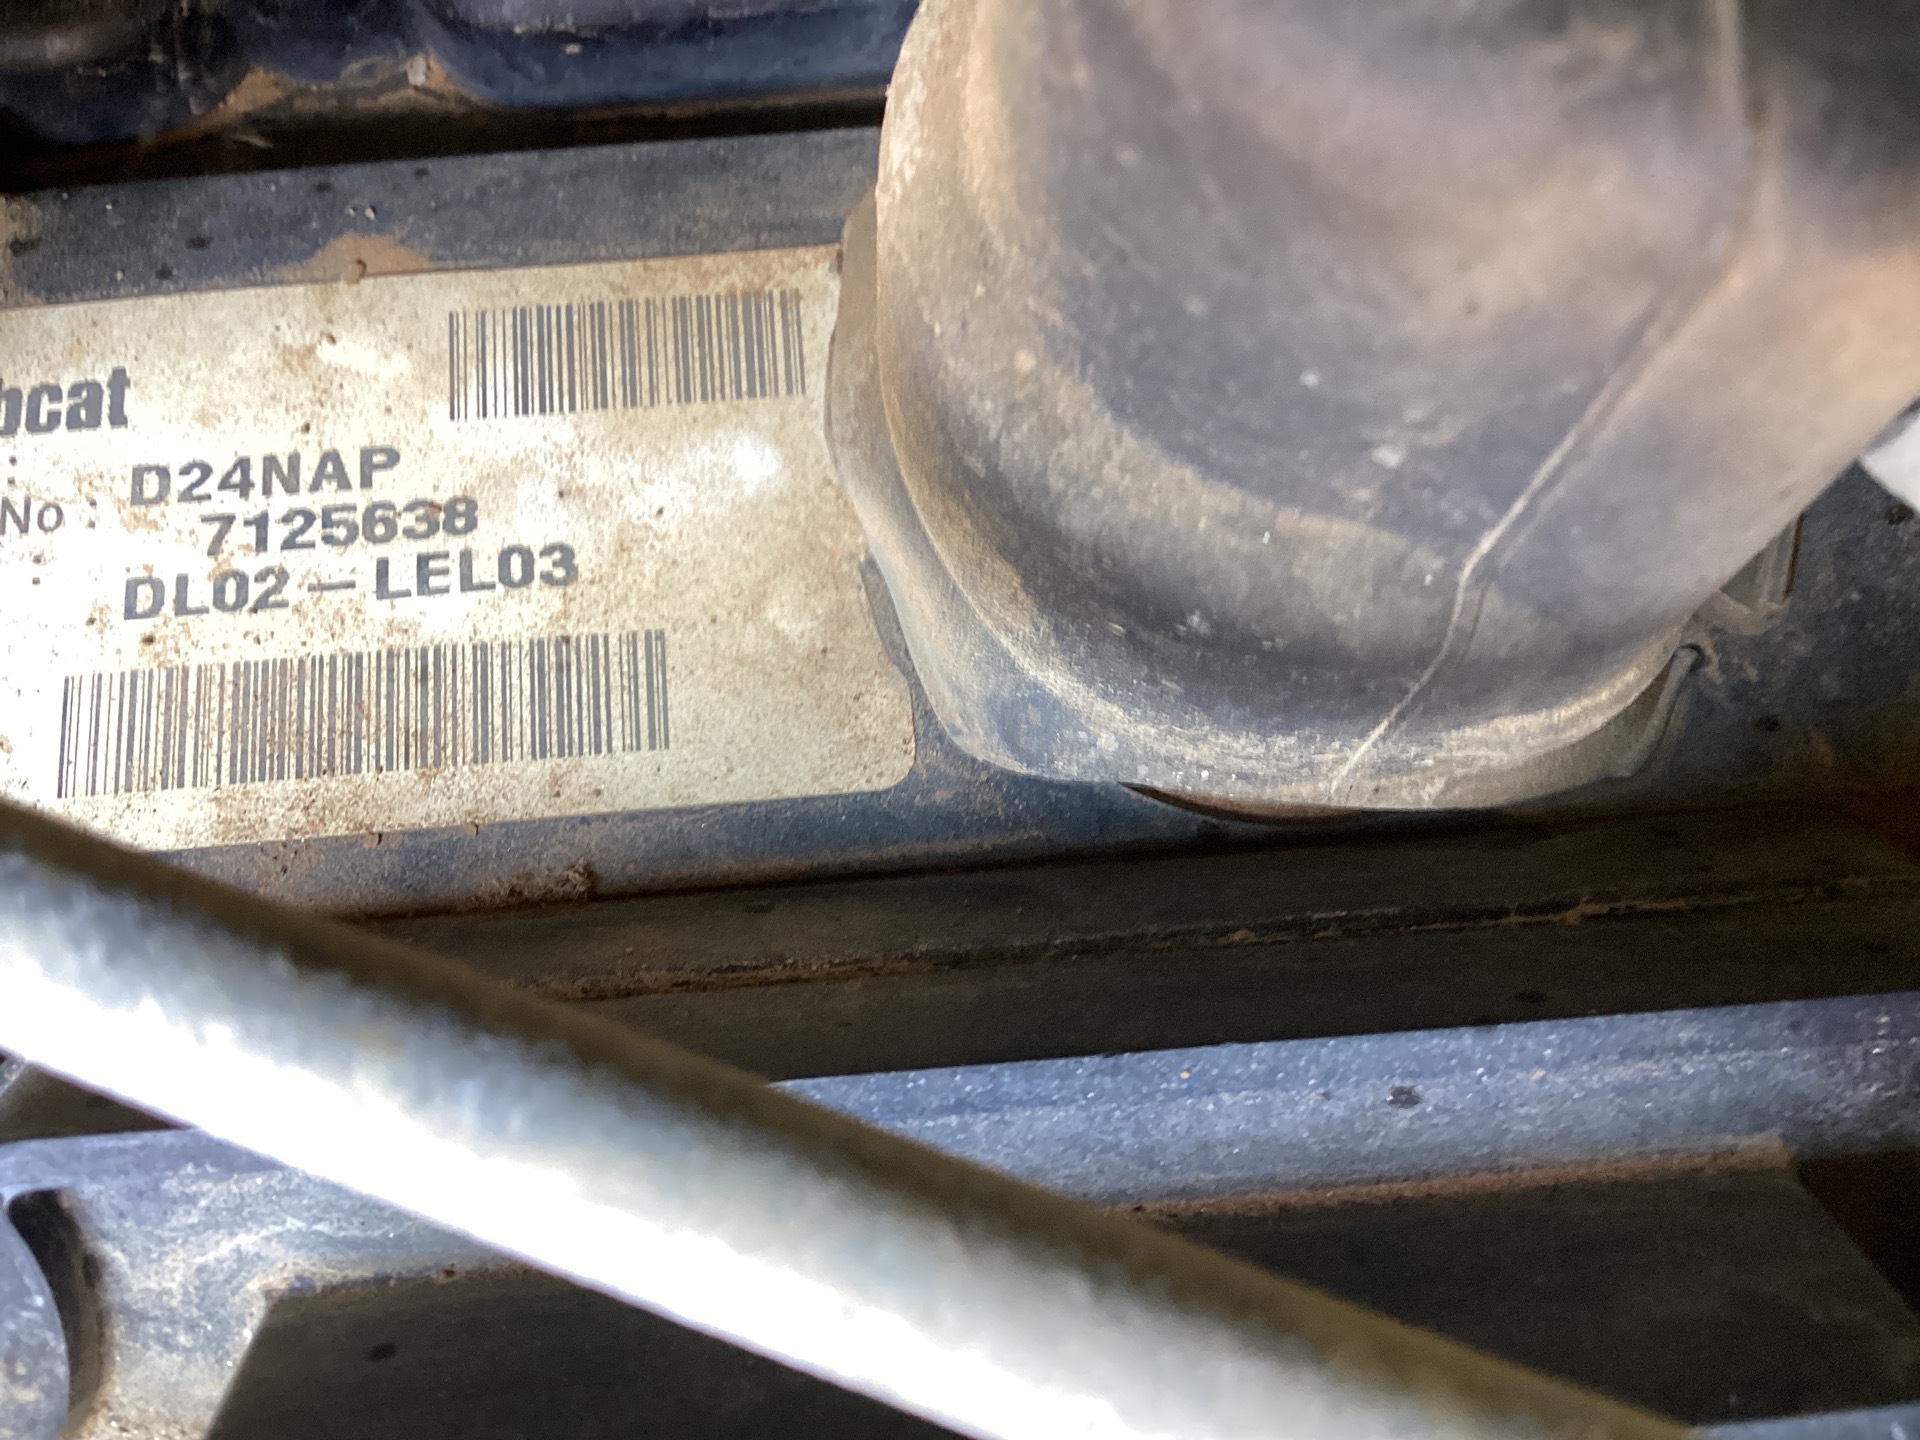 bcat
:
D24NAP
No :
7125638
:
DL02-LEL03